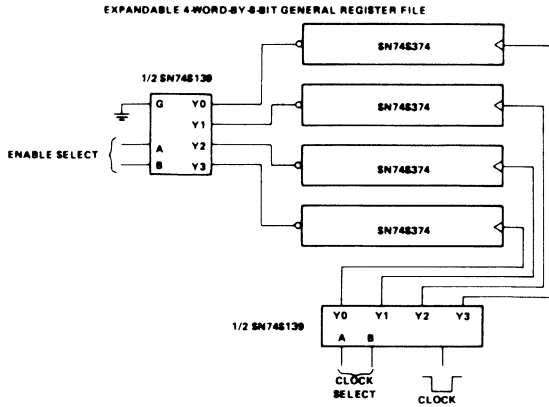 EXPANDABLE 4-WORD-BY-8-BIT GENERAL REGISTER FILE
SN74S374
1/2 SN74S139
G Y0
Y1
SN74S374
ENABLE SELECT
A Y2
B Y3
SN74S374
SN74S374
1/2 SN74S139
Y0 Y1 Y2 Y3
A B
CLOCK
SELECT
CLOCK